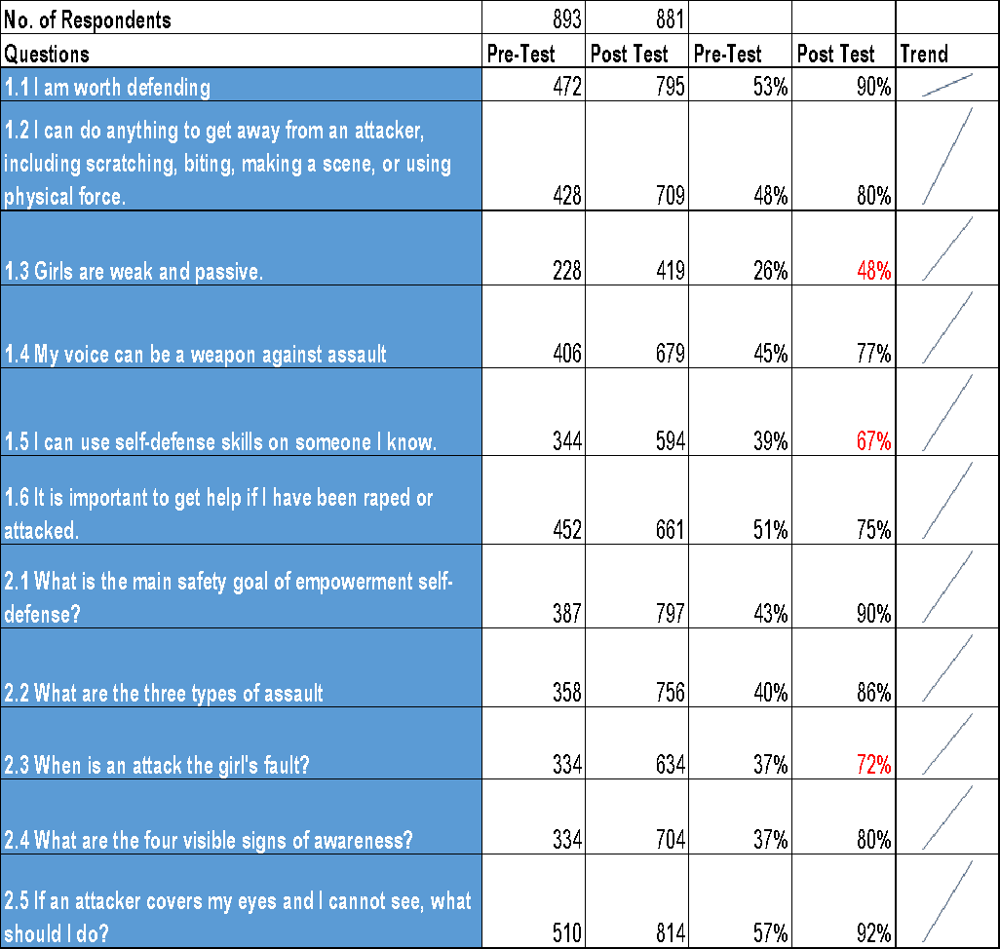 No. of Respondents 893 881
Questions Pre-Test Post Test Pre-Test Post Test Trend
1.1 I am worth defending 472 795 53% 90%
1.2 I can do anything to get away from an attacker,
including scratching, biting, making a scene, or using
physical force. 428 709 48% 80%
1.3 Girls are weak and passive. 228 419 26% 48%
1.4 My voice can be a weapon against assault 406 679 45% 77%
1.5 I can use self-defense skills on someone I know. 344 594 39% 67%
1.6 It is important to get help if I have been raped or
attacked. 452 661 51% 75%
2.1 What is the main safety goal of empowerment self-
defense? 387 797 43% 90%
2.2 What are the three types of assault 358 756 40% 86%
2.3 When is an attack the girl's fault? 334 634 37% 72%
2.4 What are the four visible signs of awareness? 334 704 37% 80%
2.5 If an attacker covers my eyes and I cannot see, what
should I do? 510 814 57% 92%